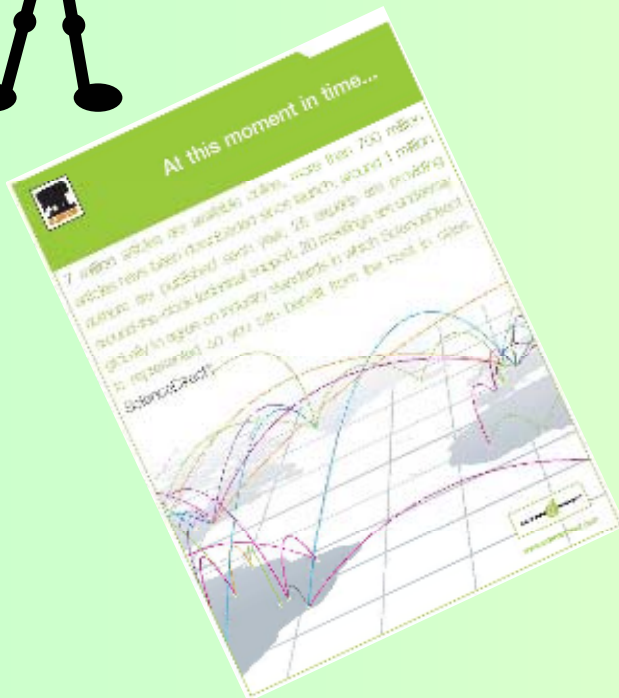 At this moment in time...
7 million articles are available online, more than 700 million
articles have been downloaded since launch, around 1 million
authors are published each year, 26 experts are providing
around-the-clock technical support, 20 meetings are underway
globally to agree on industry standards in which ScienceDirect
is represented so you can benefit from the best in class.
ScienceDirect